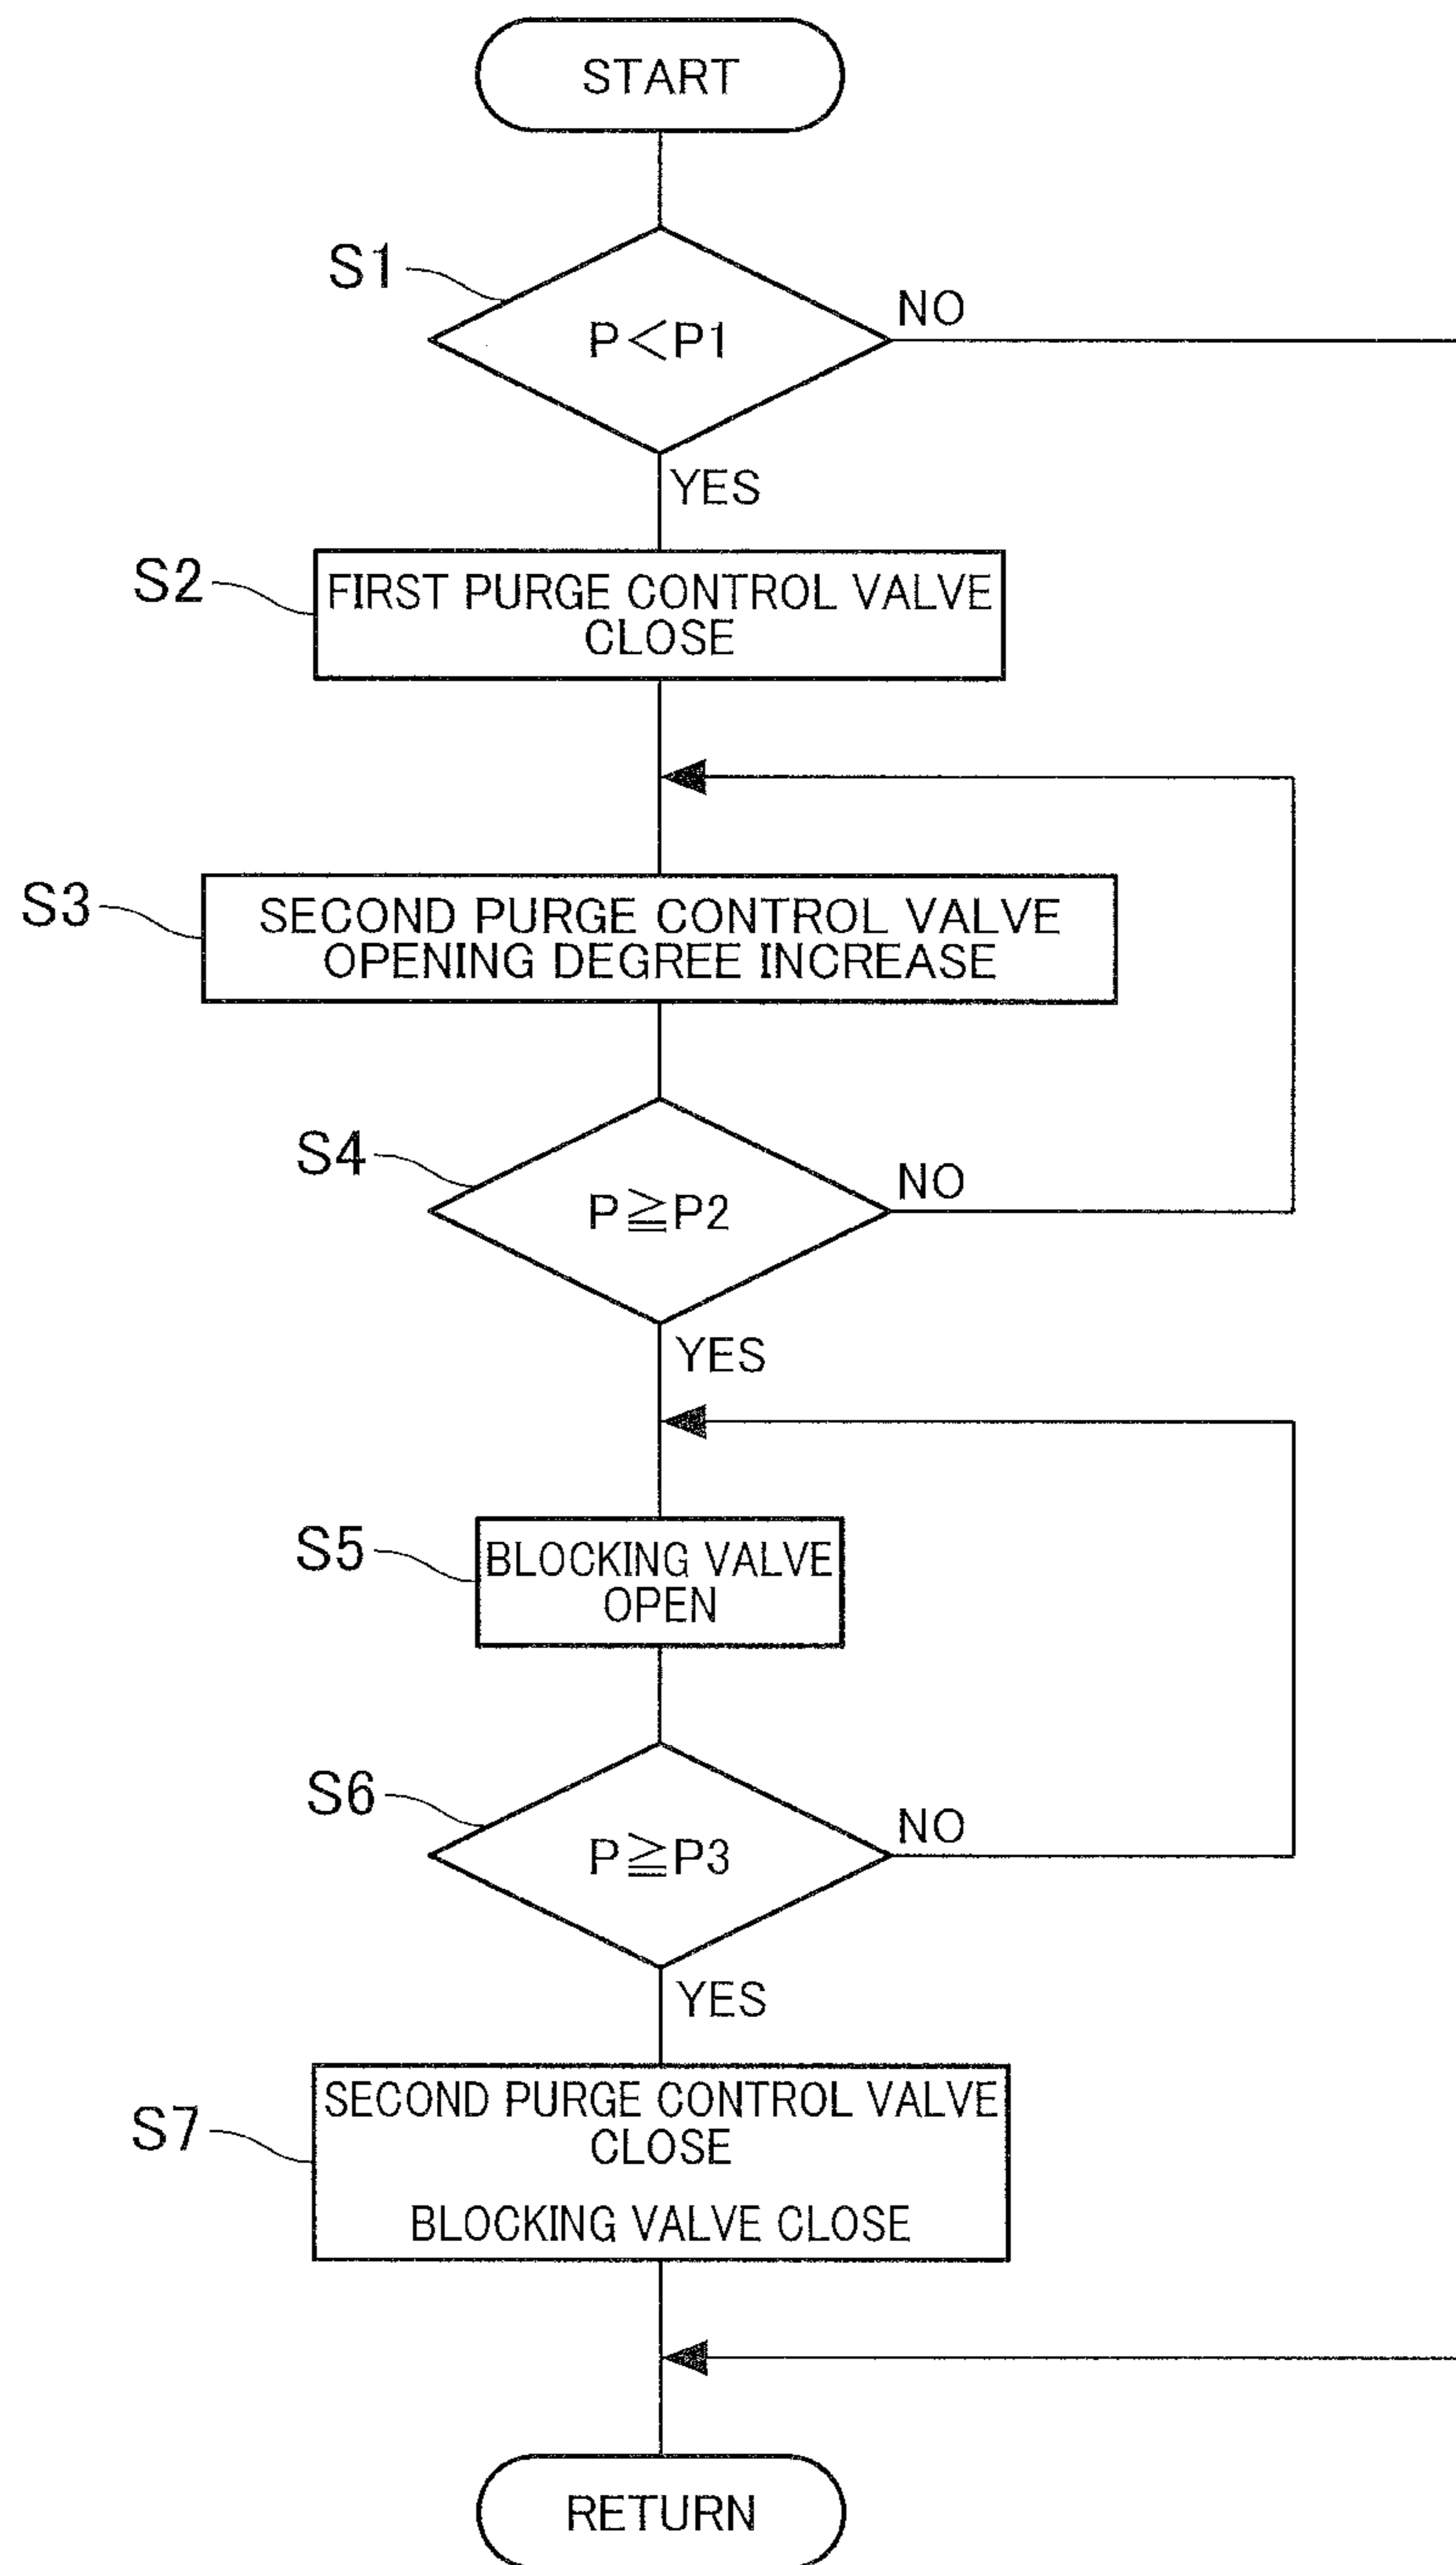 START
S1
P<P1
NO
YES
S2
FIRST PURGE CONTROL VALVE
CLOSE
S3
SECOND PURGE CONTROL VALVE
OPENING DEGREE INCREASE
S4
P≧P2
NO
YES
S5
BLOCKING VALVE
OPEN
S6
P≧P3
NO
YES
S7
SECOND PURGE CONTROL VALVE
CLOSE
BLOCKING VALVE CLOSE
RETURN